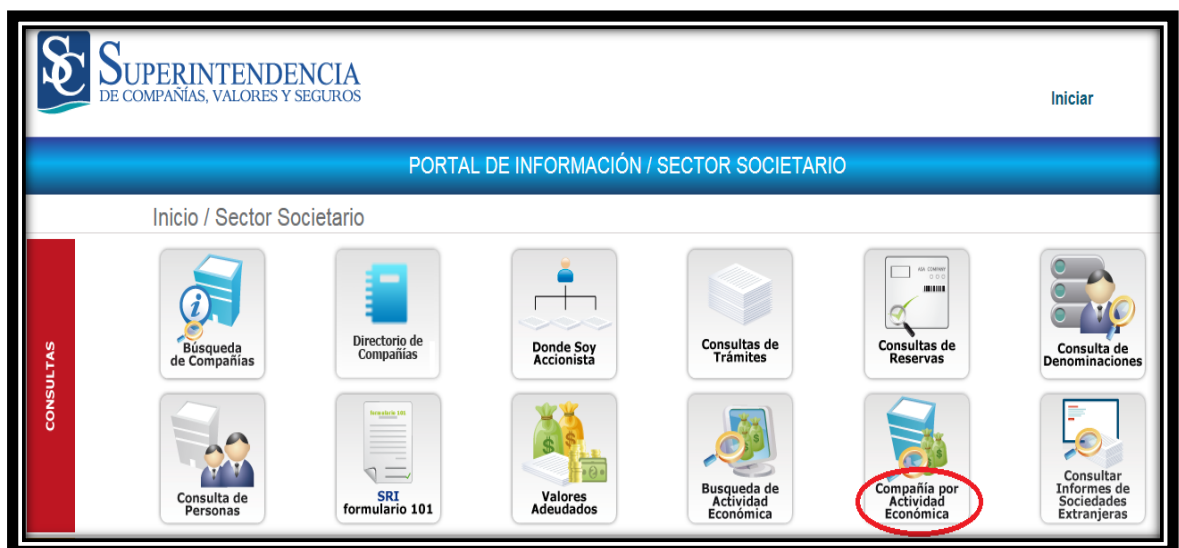 SC SUPERINTENDENCIA
DE COMPAÑÍAS, VALORES Y SEGUROS
Iniciar
PORTAL DE INFORMACIÓN / SECTOR SOCIETARIO
Inicio / Sector Societario
CONSULTAS
Búsqueda
de Compañías
Directorio de
Compañías
Donde Soy
Accionista
Consultas de
Trámites
Consultas de
Reservas
Consulta de
Denominaciones
Consulta de
Personas
formulario 101
SRI
formulario 101
Valores
Adeudados
Busqueda de
Actividad
Económica
Compañía por
Actividad
Económica
Consultar
Informes de
Sociedades
Extranjeras